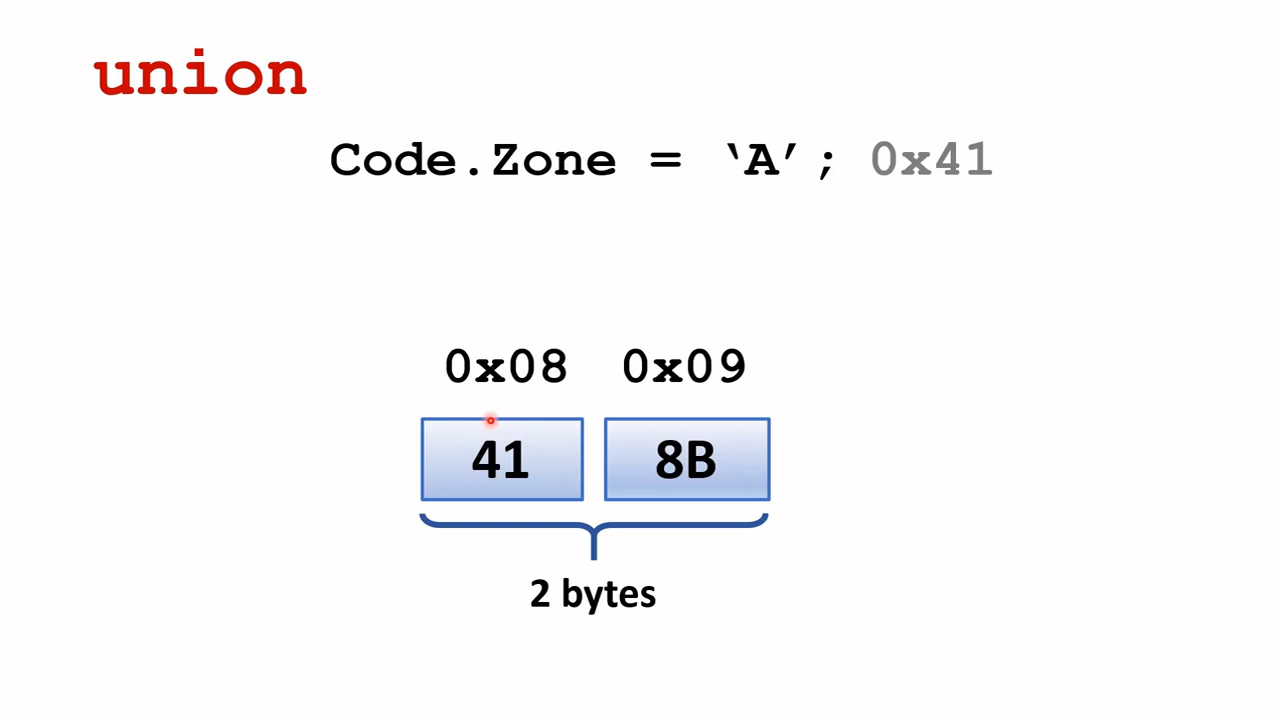 union
Code.Zone = ‘A’; 0x41
0x08 0x09
41 8B
2 bytes